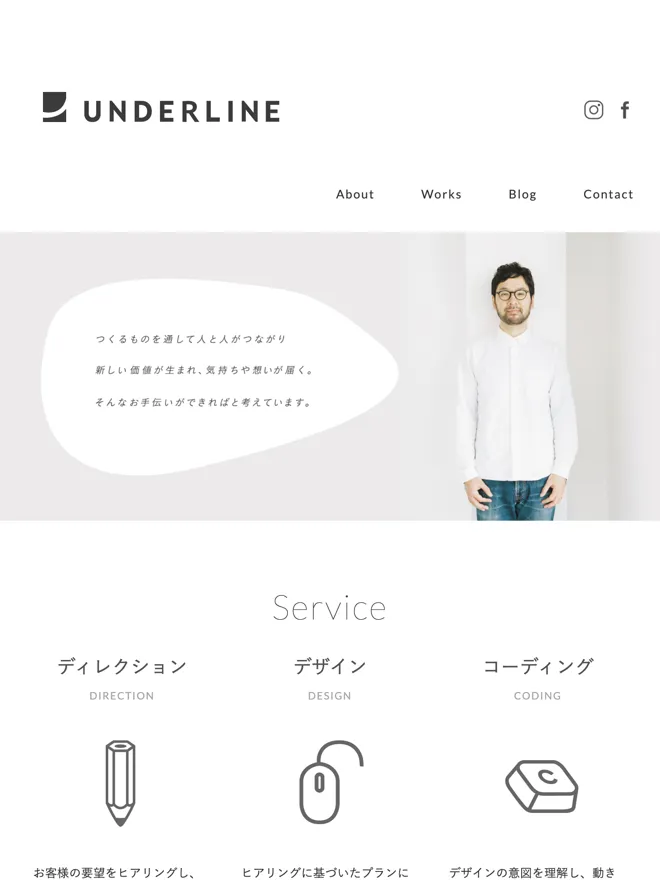 UNDERLINE
About Works Blog Contact
つくるものを通して人と人がつながり
新しい価値が生まれ、気持ちや想いが届く。
そんなお手伝いができればと考えています。
Service
ディレクション デザイン コーディング
DIRECTION DESIGN CODING
C
お客様の要望をヒアリングし、 ヒアリングに基づいたプランに デザインの意図を理解し、動き